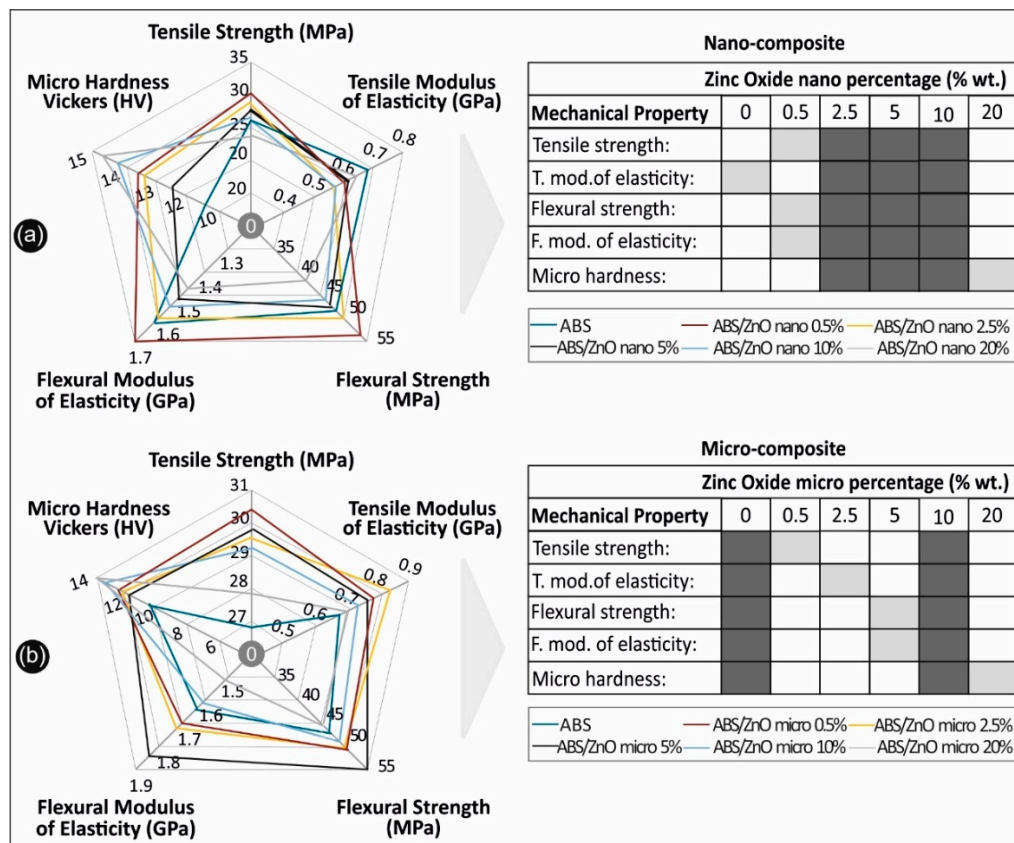 Tensile Strength (MPa)
35
30
25
20
20
Micro Hardness
Vickers (HV)
15
14
13
12
10
Tensile Modulus
of Elasticity (GPa)
0.8
0.7
0.6
0.5
0.4
(a)
0
1.3
1.4
1.5
1.6
1.7
35
40
45
50
55
Flexural Modulus
of Elasticity (GPa)
Flexural Strength
(MPa)
Nano-composite
Zinc Oxide nano percentage (% wt.)
Mechanical Property 0 0.5 2.5 5 10 20
Tensile strength:
T. mod.of elasticity:
Flexural strength:
F. mod. of elasticity:
Micro hardness:
ABS ABS/ZnO nano 0.5% ABS/ZnO nano 2.5%
ABS/ZnO nano 5% ABS/ZnO nano 10% ABS/ZnO nano 20%
Tensile Strength (MPa)
31
30
29
28
27
Micro Hardness
Vickers (HV)
14
12
10
8
6
Tensile Modulus
of Elasticity (GPa)
0.9
0.8
0.7
0.6
0.5
(b)
0
1.5
1.6
1.7
1.8
1.9
35
40
45
50
55
Flexural Modulus
of Elasticity (GPa)
Flexural Strength
(MPa)
Micro-composite
Zinc Oxide micro percentage (% wt.)
Mechanical Property 0 0.5 2.5 5 10 20
Tensile strength:
T. mod.of elasticity:
Flexural strength:
F. mod. of elasticity:
Micro hardness:
ABS ABS/ZnO micro 0.5% ABS/ZnO micro 2.5%
ABS/ZnO micro 5% ABS/ZnO micro 10% ABS/ZnO micro 20%